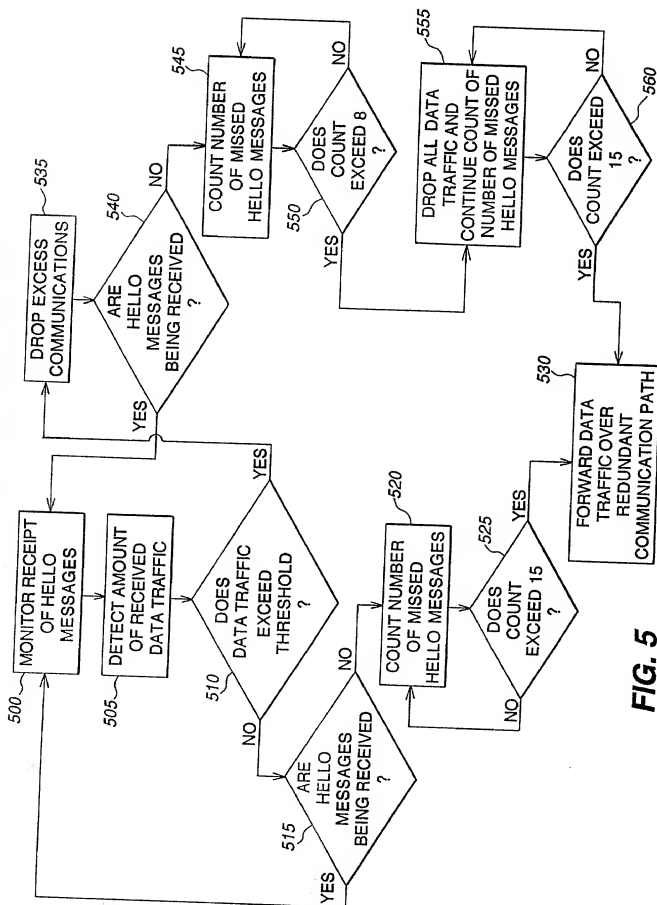 500
MONITOR RECEIPT
OF HELLO
MESSAGES
505
DETECT AMOUNT
OF RECEIVED
DATA TRAFFIC
510
DOES
DATA TRAFFIC
EXCEED
THRESHOLD
?
YES
NO
535
DROP EXCESS
COMMUNICATIONS
540
ARE
HELLO
MESSAGES
BEING RECEIVED
?
YES
NO
545
COUNT NUMBER
OF MISSED
HELLO MESSAGES
550
DOES
COUNT
EXCEED 8
?
YES
NO
555
DROP ALL DATA
TRAFFIC AND
CONTINUE COUNT OF
NUMBER OF MISSED
HELLO MESSAGES
560
DOES
COUNT EXCEED
15
?
YES
NO
515
ARE
HELLO
MESSAGES
BEING RECEIVED
?
YES
NO
520
COUNT NUMBER
OF MISSED
HELLO MESSAGES
525
DOES
COUNT
EXCEED 15
?
YES
NO
530
FORWARD DATA
TRAFFIC OVER
REDUNDANT
COMMUNICATION PATH
FIG. 5